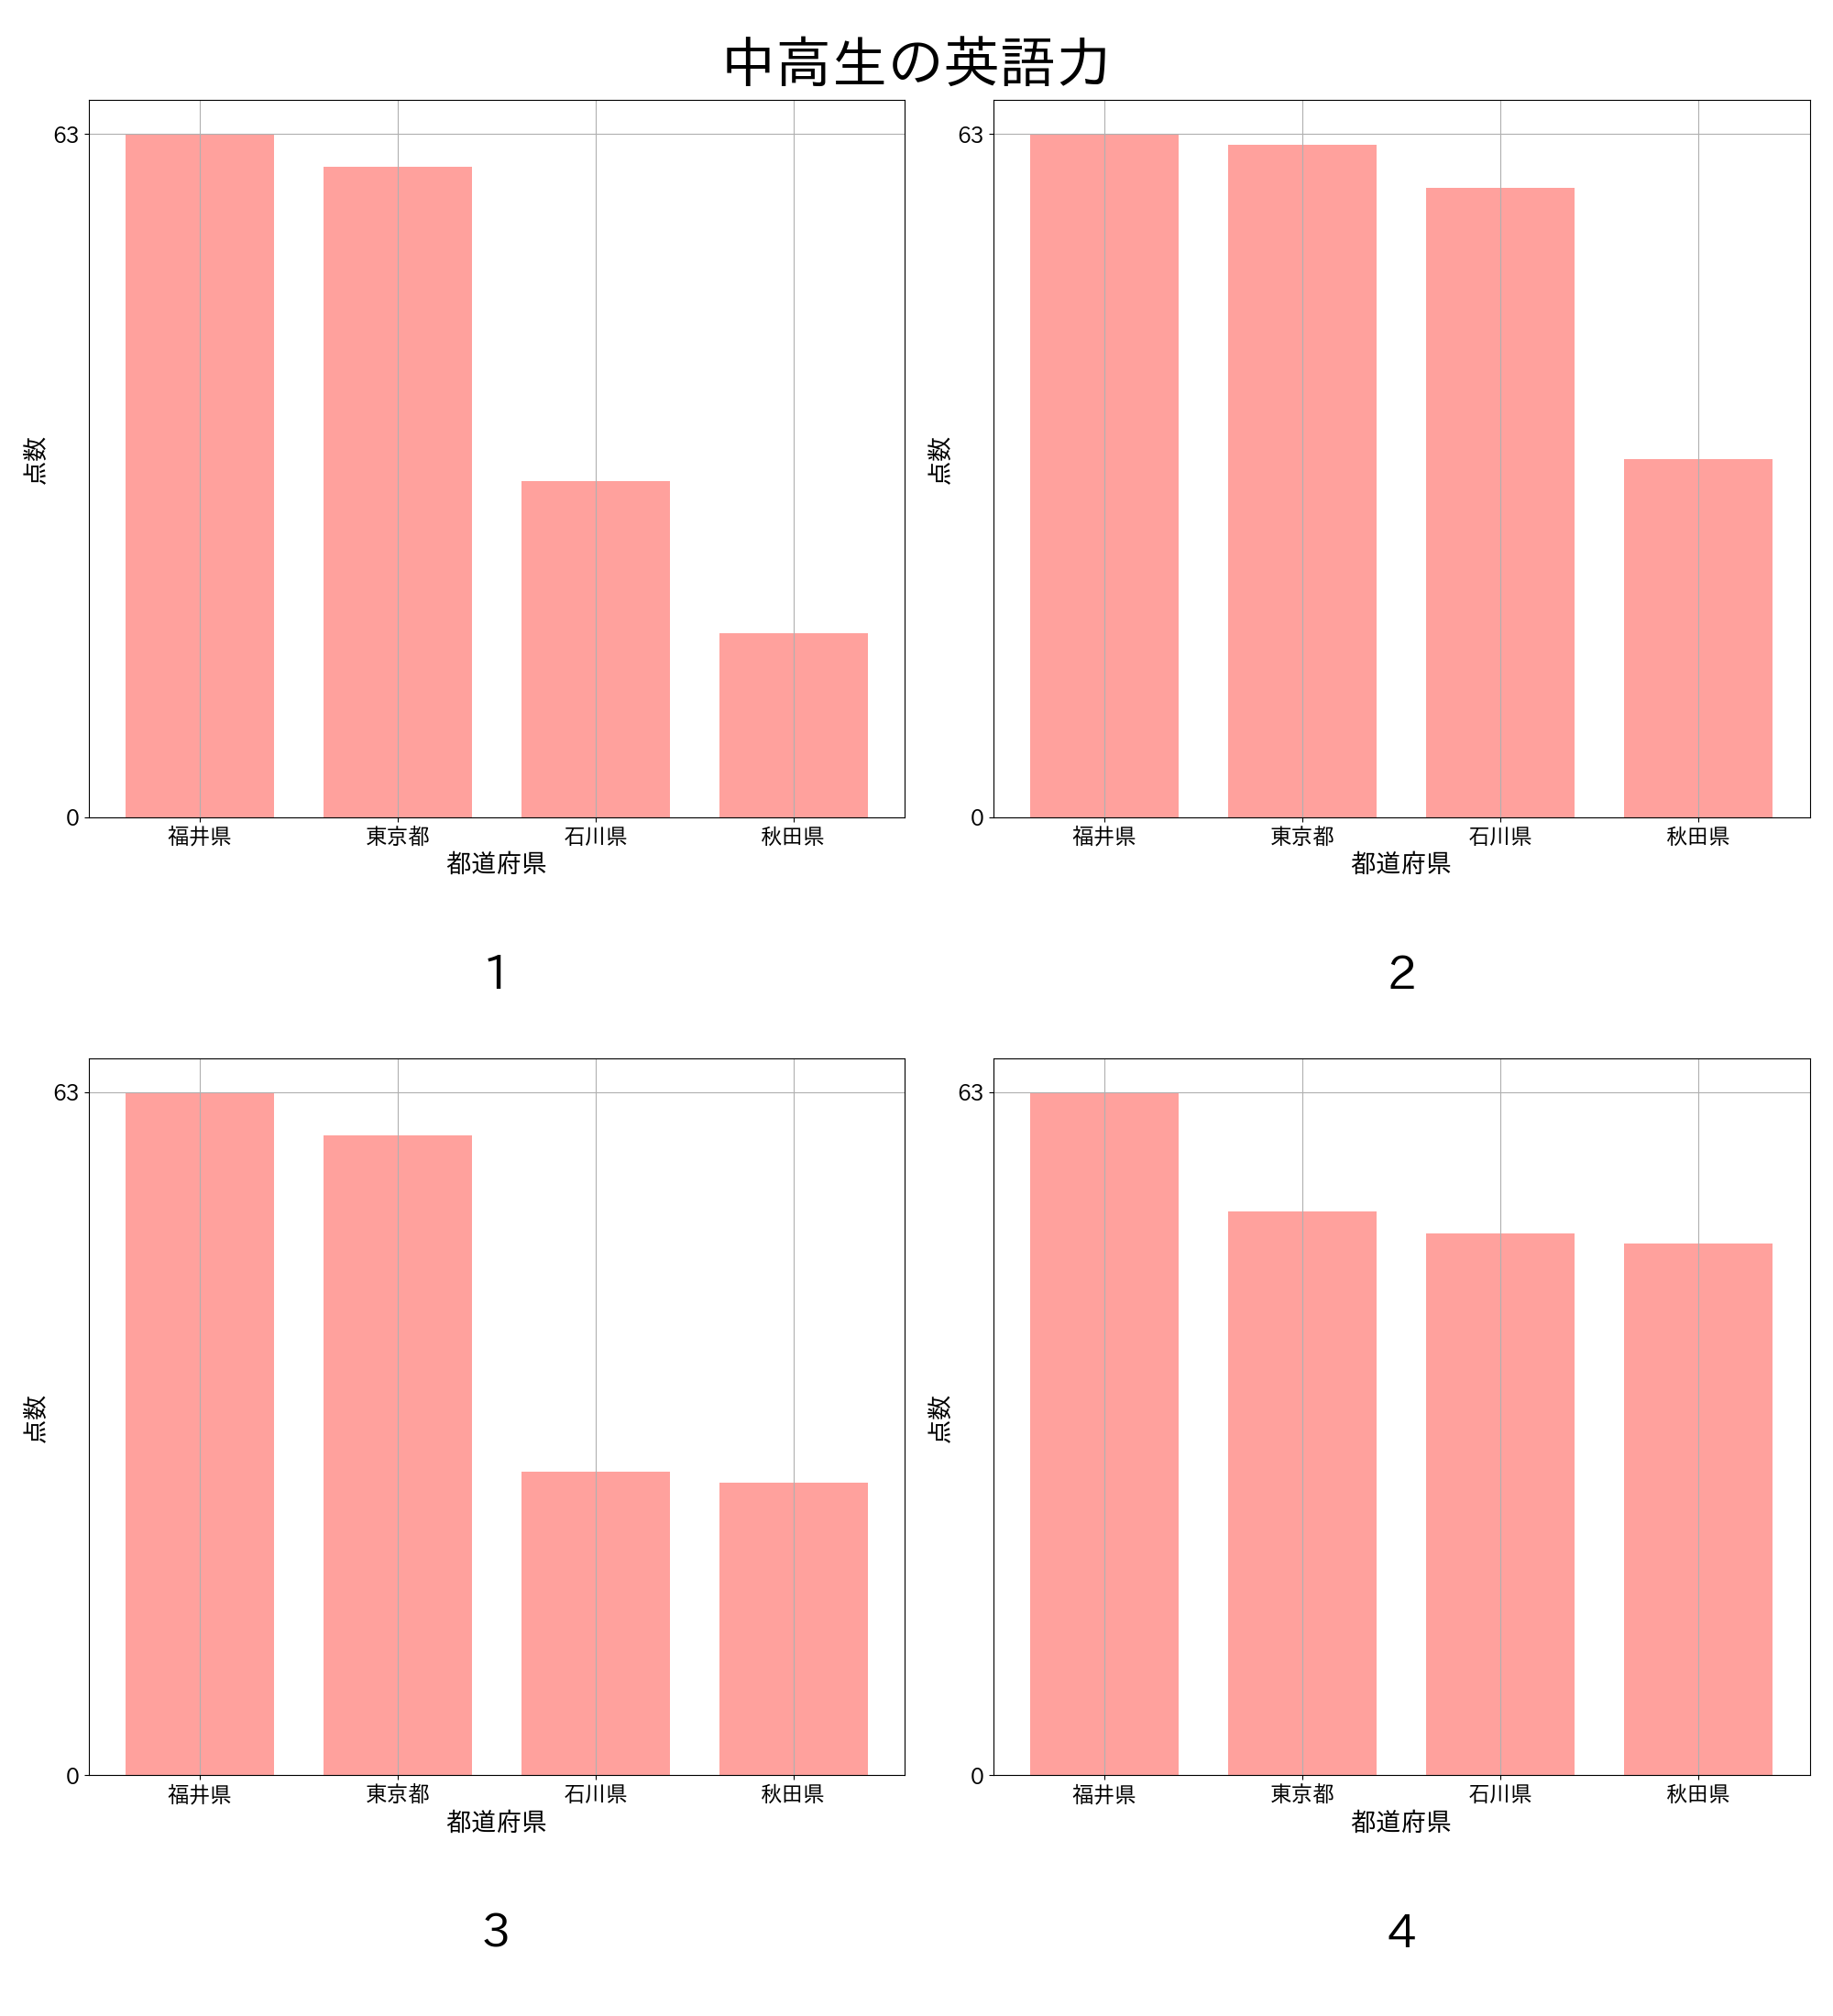 中高生の英語力
63
0
点数
福井県 東京都 石川県 秋田県
都道府県
1
63
0
点数
福井県 東京都 石川県 秋田県
都道府県
2
63
0
点数
福井県 東京都 石川県 秋田県
都道府県
3
63
0
点数
福井県 東京都 石川県 秋田県
都道府県
4